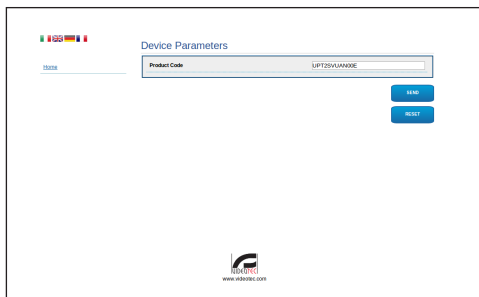 Device Parameters
Home
Product Code
UPT2SVUAN00E
SEND
RESET
VIDEOTEC
www.videotec.com